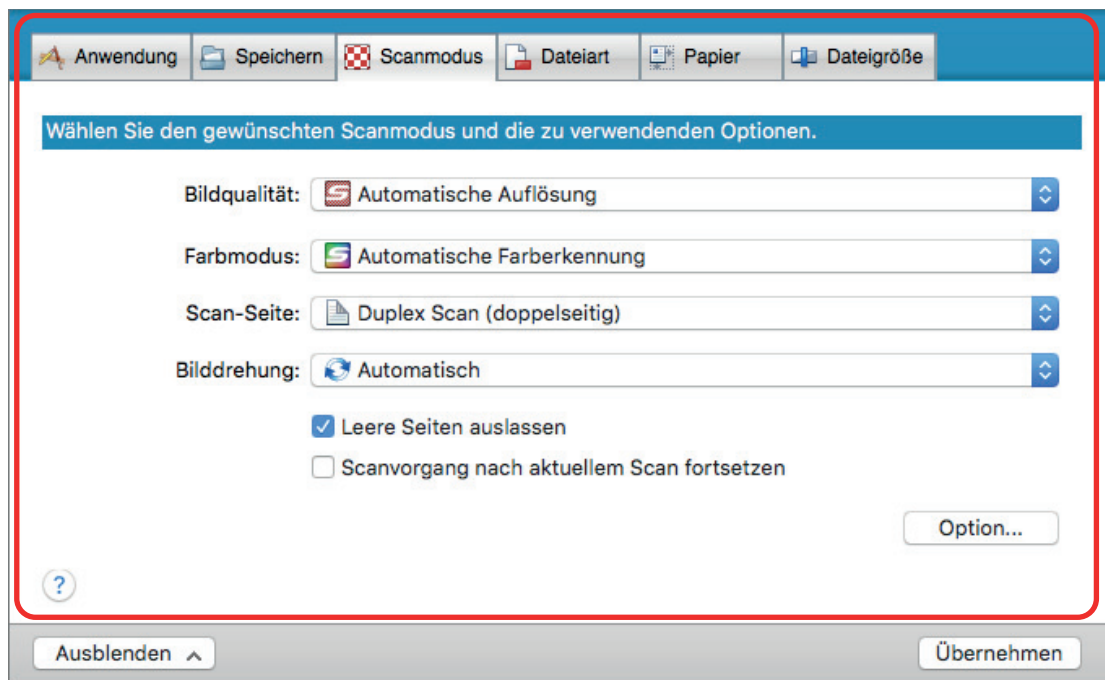 Anwendung Speichern Scanmodus Dateiart Papier Dateigröße
Wählen Sie den gewünschten Scanmodus und die zu verwendenden Optionen.
Bildqualität: Automatische Auflösung
Farbmodus: Automatische Farberkennung
Scan-Seite: Duplex Scan (doppelseitig)
Bilddrehung: Automatisch
Leere Seiten auslassen
Scanvorgang nach aktuellem Scan fortsetzen
Option...
?
Ausblenden Übernehmen